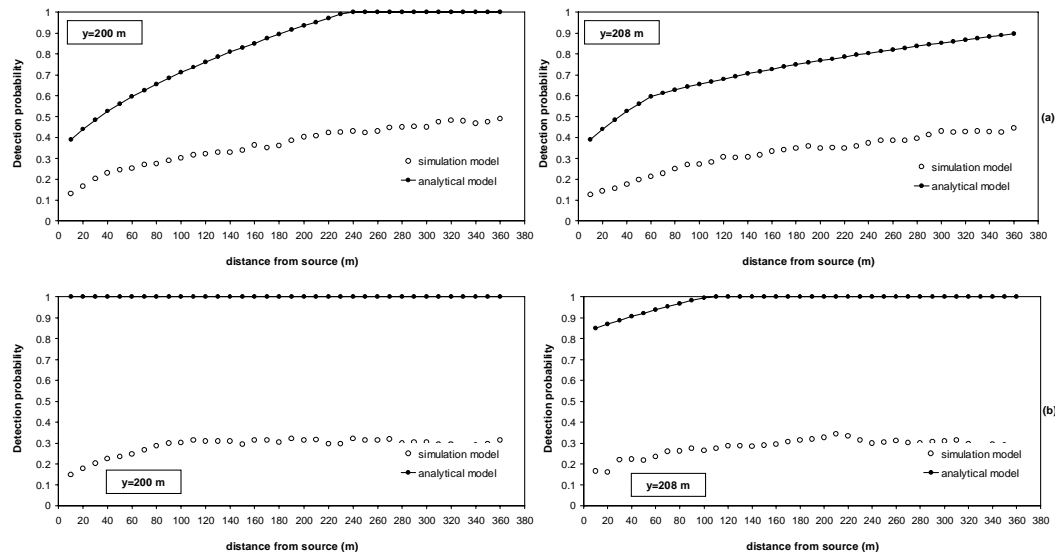 1
0.9
0.8
0.7
0.6
0.5
0.4
0.3
0.2
0.1
0
Detection probability
y=200 m
simulation model
analytical model
0 20 40 60 80 100 120 140 160 180 200 220 240 260 280 300 320 340 360 380
distance from source (m)
1
0.9
0.8
0.7
0.6
0.5
0.4
0.3
0.2
0.1
0
Detection probability
y=208 m
simulation model
analytical model
0 20 40 60 80 100 120 140 160 180 200 220 240 260 280 300 320 340 360 380
distance from source (m)
(a)
1
0.9
0.8
0.7
0.6
0.5
0.4
0.3
0.2
0.1
0
Detection probability
simulation model
analytical model
y=200 m
0 20 40 60 80 100 120 140 160 180 200 220 240 260 280 300 320 340 360 380
distance from source (m)
1
0.9
0.8
0.7
0.6
0.5
0.4
0.3
0.2
0.1
0
Detection probability
simulation model
analytical model
y=208 m
0 20 40 60 80 100 120 140 160 180 200 220 240 260 280 300 320 340 360 380
distance from source (m)
(b)